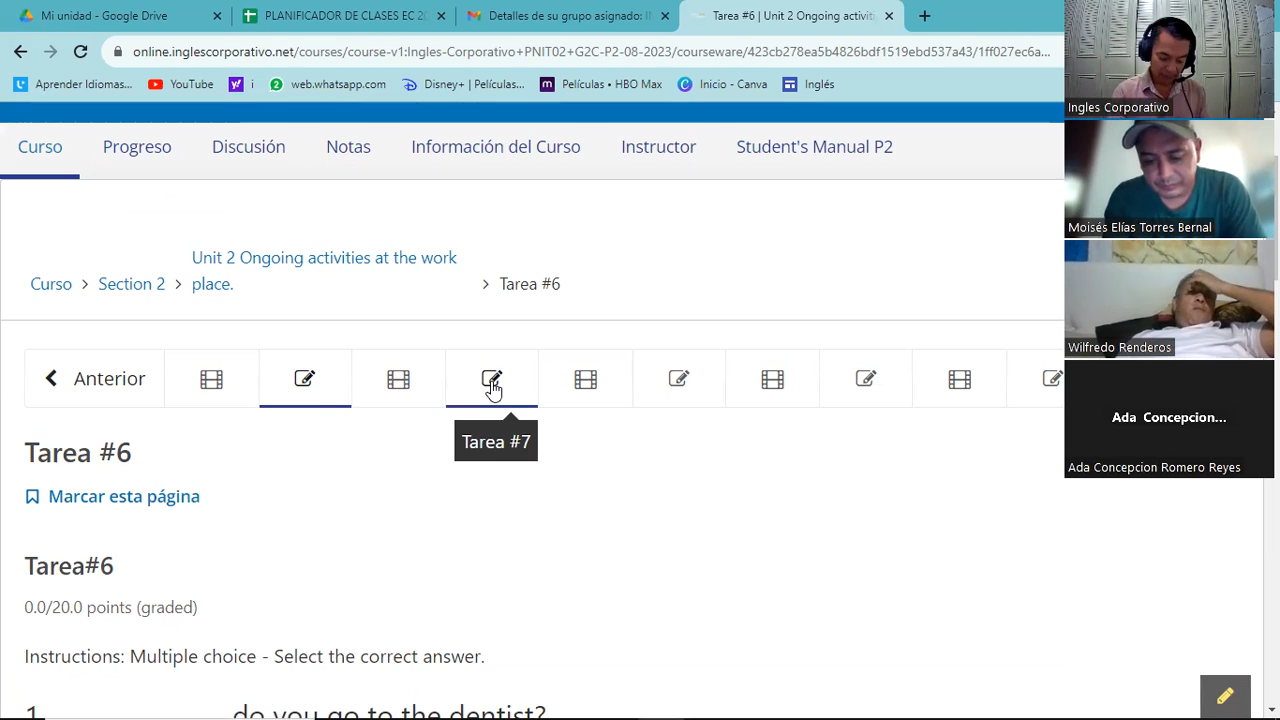 Mi unidad - Google Drive
PLANIFICADOR DE CLASES EC 20
Detalles de su grupo asignado: I
Tarea #6 | Unit 2 Ongoing activiti
online.inglescorporativo.net/courses/course-v1:Ingles-Corporativo+PNIT02+G2C-P2-08-2023/courseware/423cb278ea5b4825bdf1519ebd537a43/1ff027ec6a...
Aprender Idiomas...
YouTube
i
2 web.whatsapp.com
Disney+ | Películas...
Películas • HBO Max
Inicio - Canva
Inglés
Curso
Progreso
Discusión
Notas
Información del Curso
Instructor
Student's Manual P2
Curso > Section 2 > Unit 2 Ongoing activities at the work
place. > Tarea #6
Anterior
Tarea #7
Tarea #6
Marcar esta página
Tarea#6
0.0/20.0 points (graded)
Instructions: Multiple choice - Select the correct answer.
1. ________ do you go to the dentist?
Ingles Corporativo
Moisés Elías Torres Bernal
Wilfredo Renderos
Ada Concepcion...
Ada Concepcion Romero Reyes